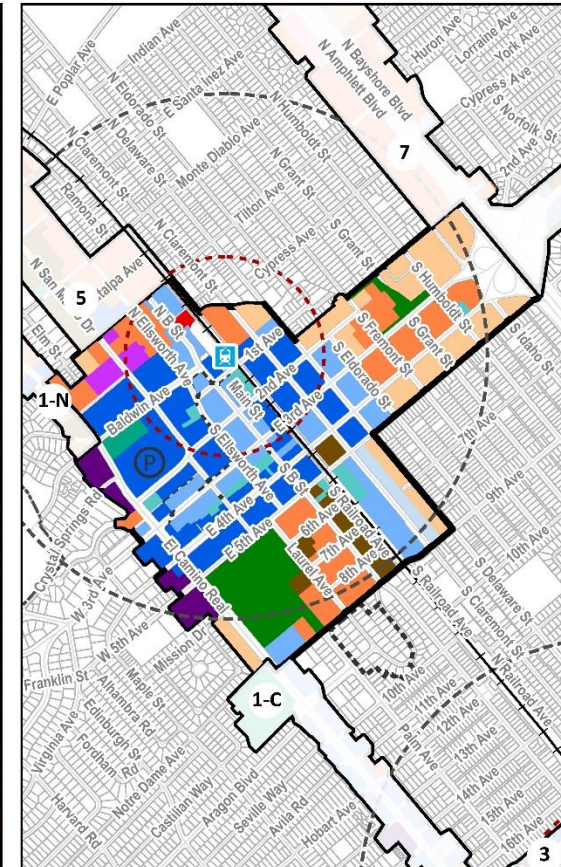 Huron Ave
Lorraine Ave
York Ave
Cypress Ave
S Norfolk St
2nd Ave
N Bayshore Blvd
N Amphlett Blvd
7
E Poplar Ave
Indian Ave
E Santa Inez Ave
N Eldorado St
N Delaware St
N Claremont St
Ramona St
Monte Diablo Ave
N Humboldt St
N Grant St
Tilton Ave
N Claremont St
Cypress Ave
S Grant St
5
Elm St
N B St
N Ellsworth Ave
1-N
Baldwin Ave
1st Ave
2nd Ave
Main St
E 3rd Ave
S Eldorado St
S Fremont St
S Grant St
S Humboldt St
S Idaho St
7th Ave
9th Ave
10th Ave
P
S Ellsworth Ave
E 4th Ave
E 5th Ave
S B St
S Railroad Ave
6th Ave
7th Ave
8th Ave
Laurel Ave
El Camino Real
Crystal Springs Rd
W 3rd Ave
W 5th Ave
Mission Dr
Maple St
Franklin St
Alhambra Rd
Edinburgh St
Fordham Rd
Virginia Ave
Harvard Rd
Notre Dame Ave
Castilian Way
Aragon Blvd
Seville Way
Avila Rd
Hobart Ave
1-C
S Railroad Ave
S Delaware St
S Claremont St
N Railroad Ave
Palm Ave
10th Ave
11th Ave
12th Ave
13th Ave
14th Ave
15th Ave
16th Ave
3